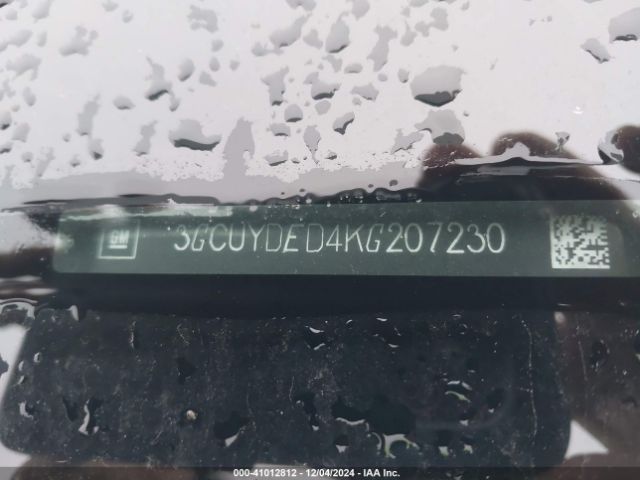 GM 3GCUYDED4KG207230
000-41012812 - 12/04/2024 - IAA Inc.